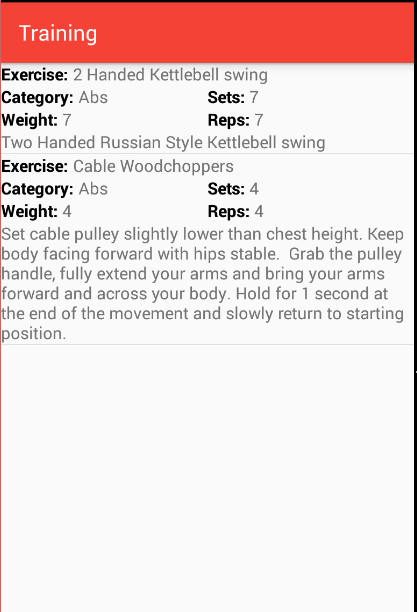 Training
Exercise: 2 Handed Kettlebell swing
Category: Abs Sets: 7
Weight: 7 Reps: 7
Two Handed Russian Style Kettlebell swing
Exercise: Cable Woodchoppers
Category: Abs Sets: 4
Weight: 4 Reps: 4
Set cable pulley slightly lower than chest height. Keep
body facing forward with hips stable.  Grab the pulley
handle, fully extend your arms and bring your arms
forward and across your body. Hold for 1 second at
the end of the movement and slowly return to starting
position.